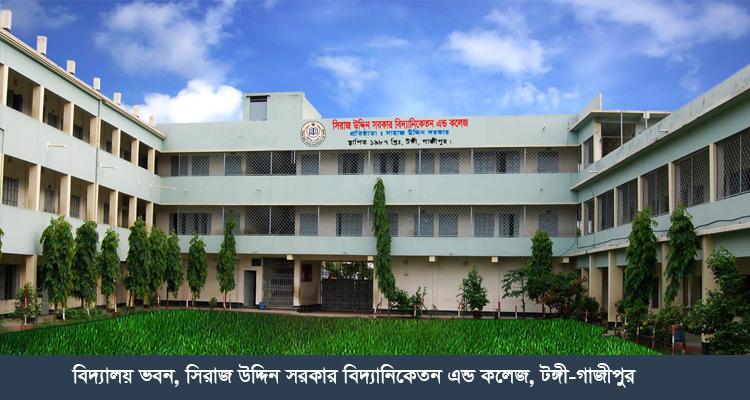 সিরাজ উদ্দিন সরকার বিদ্যানিকেতন এন্ড কলেজ
প্রতিষ্ঠাতা : সাহাজ উদ্দিন সরকার
স্থাপিত ১৯৮৭ খ্রিঃ, টঙ্গী, গাজীপুর।
বিদ্যালয় ভবন, সিরাজ উদ্দিন সরকার বিদ্যানিকেতন এন্ড কলেজ, টঙ্গী-গাজীপুর